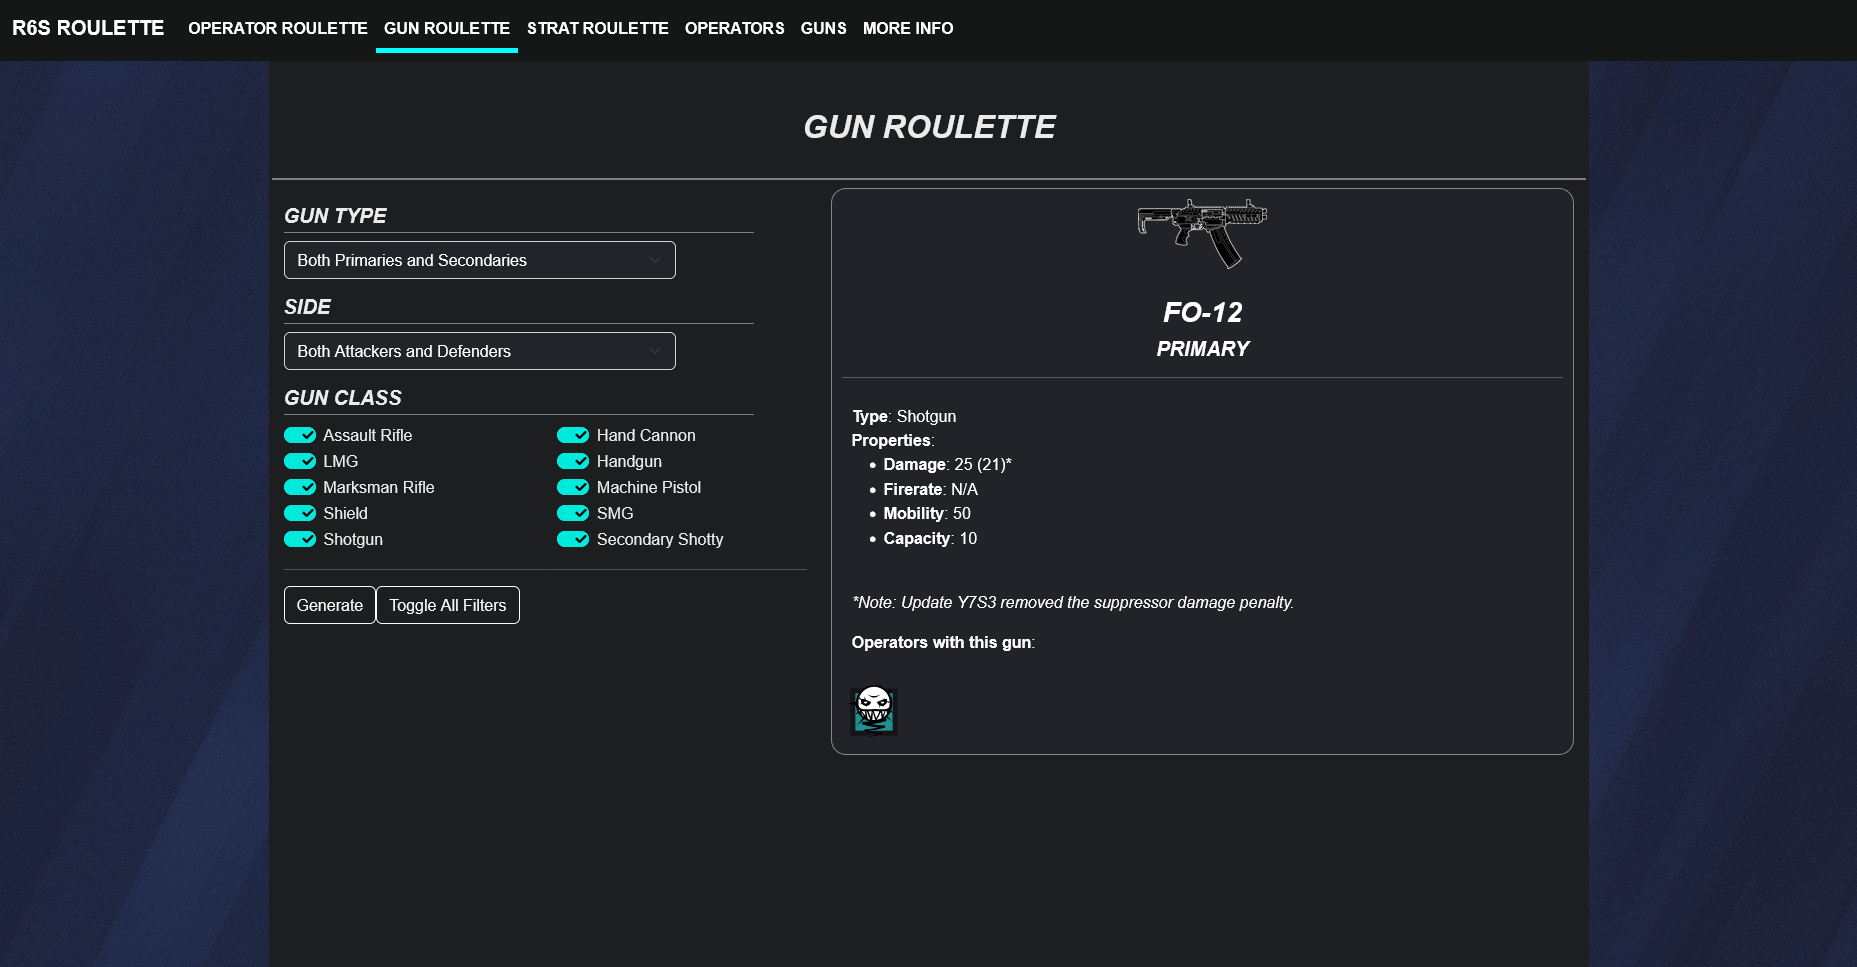 R6S ROULETTE OPERATOR ROULETTE GUN ROULETTE STRAT ROULETTE OPERATORS GUNS MORE INFO
GUN ROULETTE
GUN TYPE
Both Primaries and Secondaries
SIDE
Both Attackers and Defenders
GUN CLASS
Assault Rifle
LMG
Marksman Rifle
Shield
Shotgun
Hand Cannon
Handgun
Machine Pistol
SMG
Secondary Shotty
Generate Toggle All Filters
FO-12
PRIMARY
Type: Shotgun
Properties:
• Damage: 25 (21)*
• Firerate: N/A
• Mobility: 50
• Capacity: 10
*Note: Update Y7S3 removed the suppressor damage penalty.
Operators with this gun: